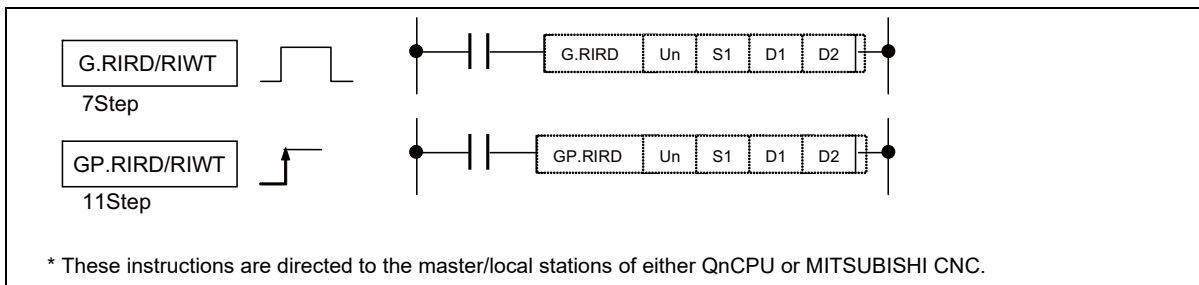 G.RIRD/RIWT
G.RIRD Un S1 D1 D2
7Step
GP.RIRD/RIWT
GP.RIRD Un S1 D1 D2
11Step
* These instructions are directed to the master/local stations of either QnCPU or MITSUBISHI CNC.